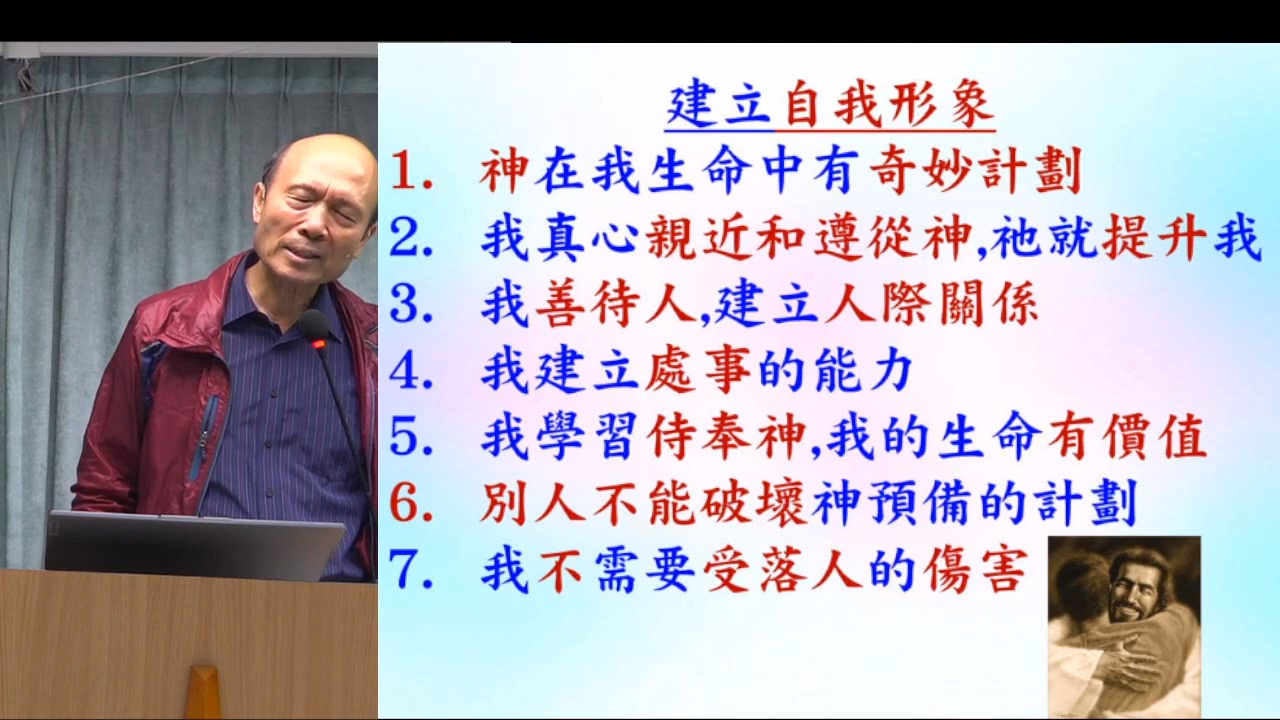 建立自我形象
1. 神在我生命中有奇妙計劃
2. 我真心親近和遵從神,祂就提升我
3. 我善待人,建立人際關係
4. 我建立處事的能力
5. 我學習侍奉神,我的生命有價值
6. 別人不能破壞神預備的計劃
7. 我不需要受落人的傷害